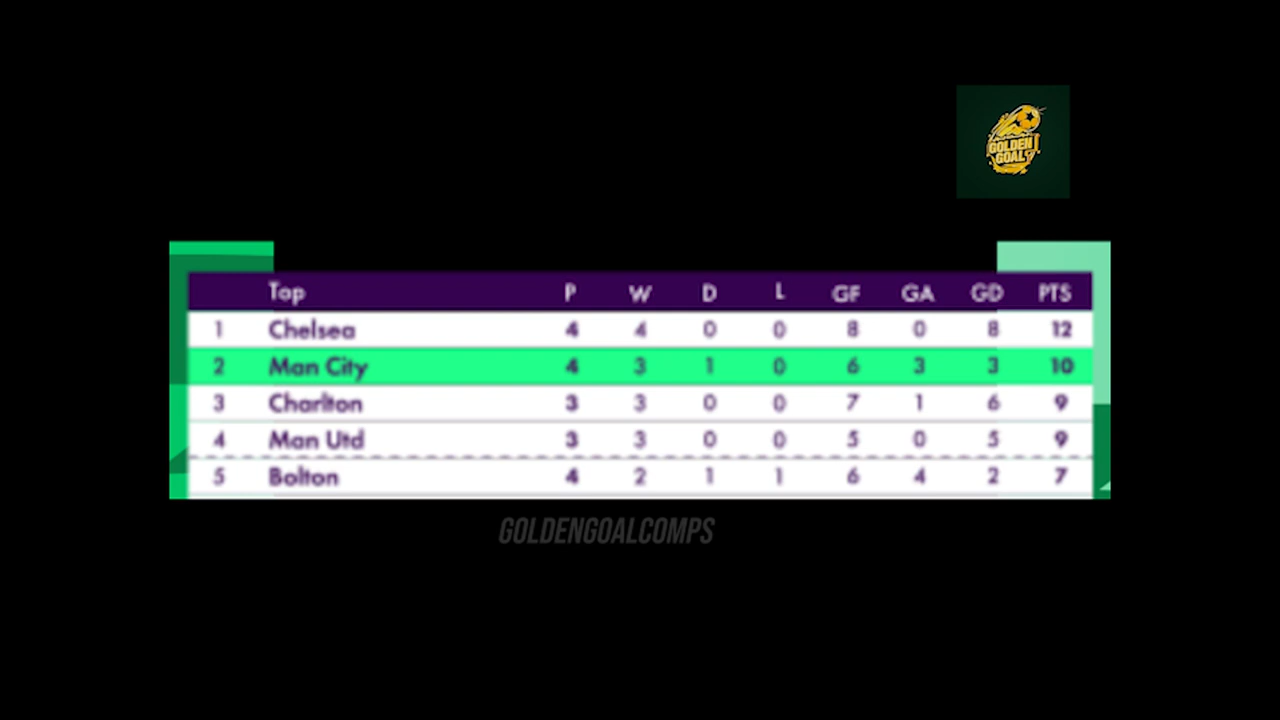 GOLDEN
GOAL
Top P W D L GF GA GD PTS
1 Chelsea 4 4 0 0 8 0 8 12
2 Man City 4 3 1 0 6 3 3 10
3 Charlton 3 3 0 0 7 1 6 9
4 Man Utd 3 3 0 0 5 0 5 9
5 Bolton 4 2 1 1 6 4 2 7
GOLDENGOALCOMPS